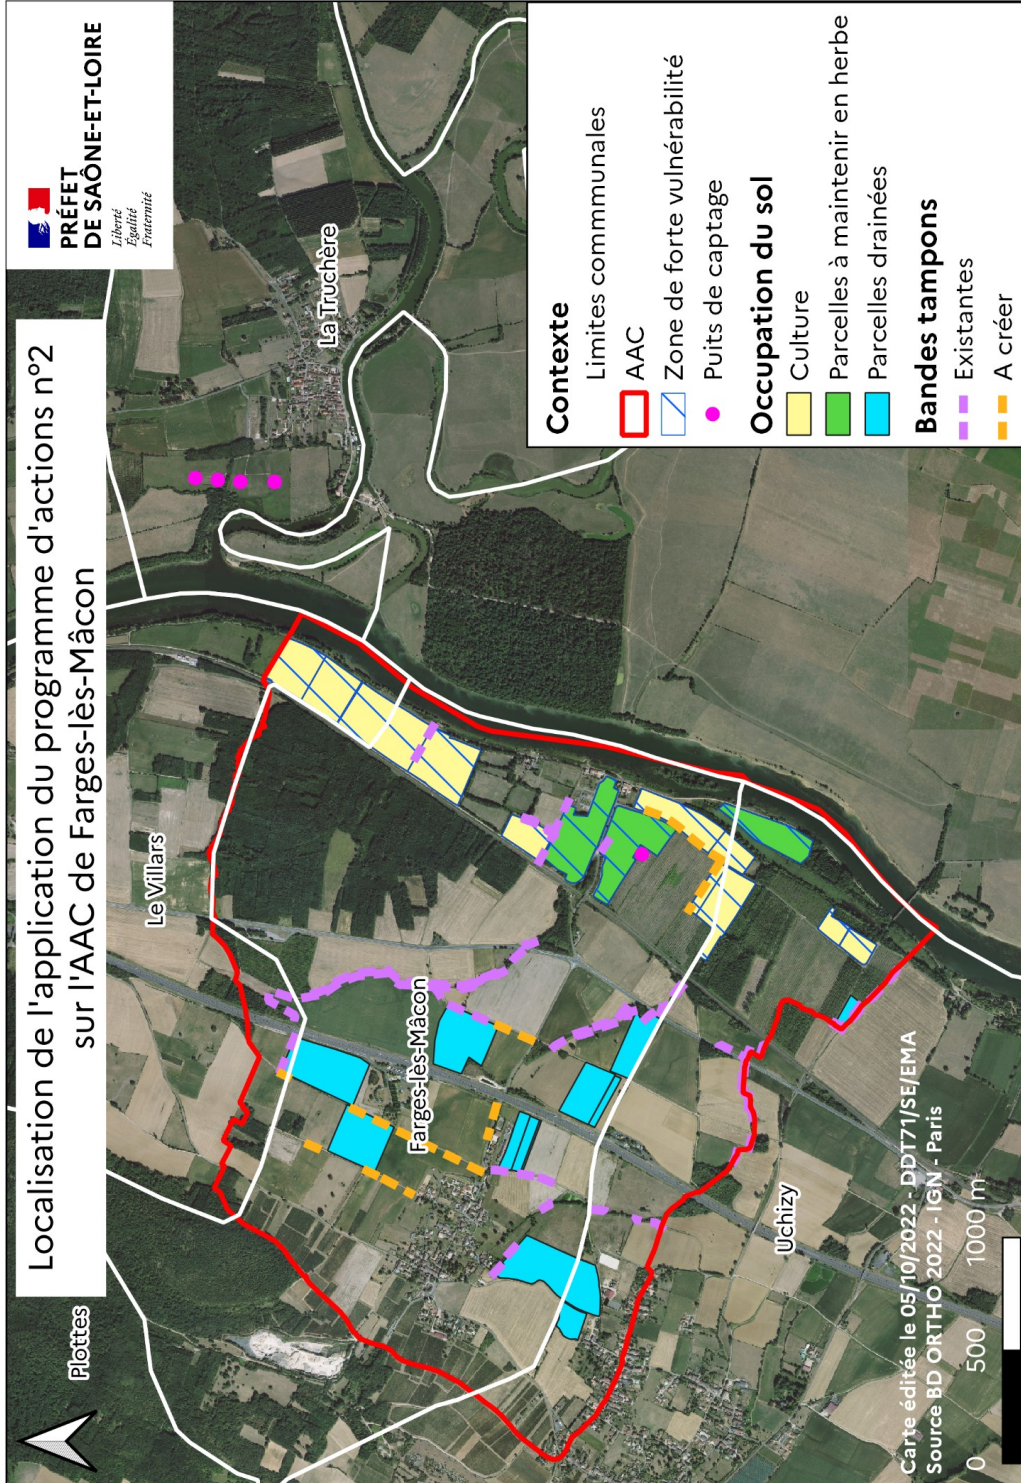 Localisation de l'application du programme d'actions n°2
sur l'AAC de Farges-lès-Mâcon
PRÉFET
DE SAÔNE-ET-LOIRE
Liberté
Égalité
Fraternité
Plottes
Le Villars
La Truchère
Farges-lès-Mâcon
Uchizy
Contexte
Limites communales
AAC
Zone de forte vulnérabilité
Puits de captage
Occupation du sol
Culture
Parcelles à maintenir en herbe
Parcelles drainées
Bandes tampons
Existantes
A créer
Carte éditée le 05/10/2022 - DDT71/SE/EMA
Source BD ORTHO 2022 - IGN - Paris
0 500 1000 m